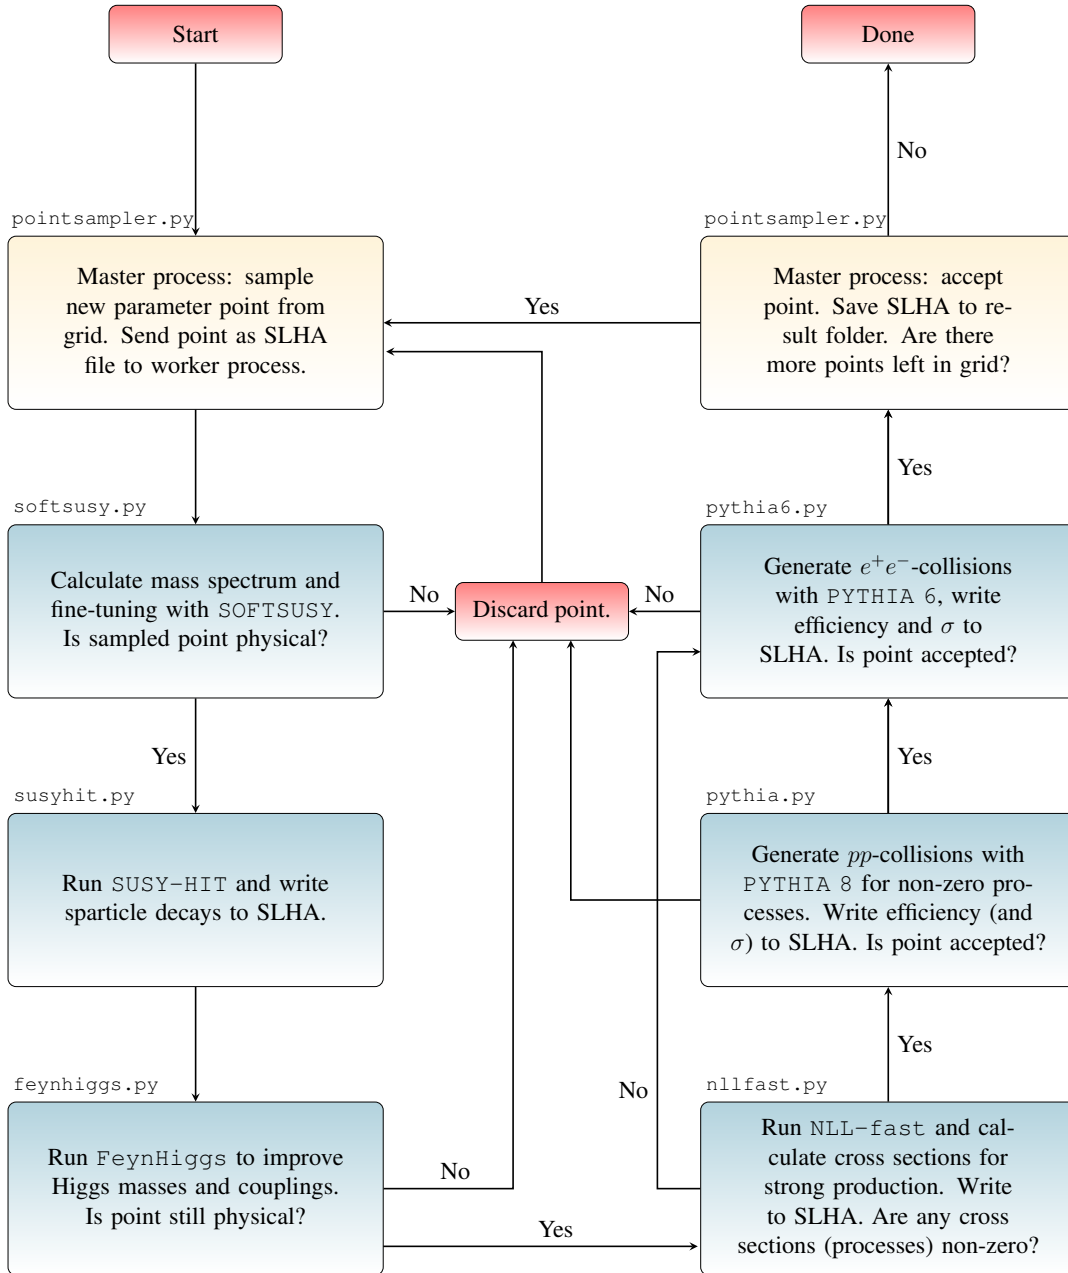 Start
Done
No
pointsampler.py
pointsampler.py
Master process: sample
new parameter point from
grid. Send point as SLHA
file to worker process.
Yes
Master process: accept
point. Save SLHA to re-
sult folder. Are there
more points left in grid?
Yes
softsusy.py
pythia6.py
Calculate mass spectrum and
fine-tuning with SOFTSUSY.
Is sampled point physical?
No
Discard point.
No
Generate e⁺e⁻-collisions
with PYTHIA 6, write
efficiency and σ to
SLHA. Is point accepted?
Yes
Yes
susyhit.py
pythia.py
Run SUSY-HIT and write
sparticle decays to SLHA.
Generate pp-collisions with
PYTHIA 8 for non-zero pro-
cesses. Write efficiency (and
σ) to SLHA. Is point accepted?
Yes
feynhiggs.py
No
nllfast.py
Run FeynHiggs to improve
Higgs masses and couplings.
Is point still physical?
No
Yes
Run NLL-fast and cal-
culate cross sections for
strong production. Write
to SLHA. Are any cross
sections (processes) non-zero?